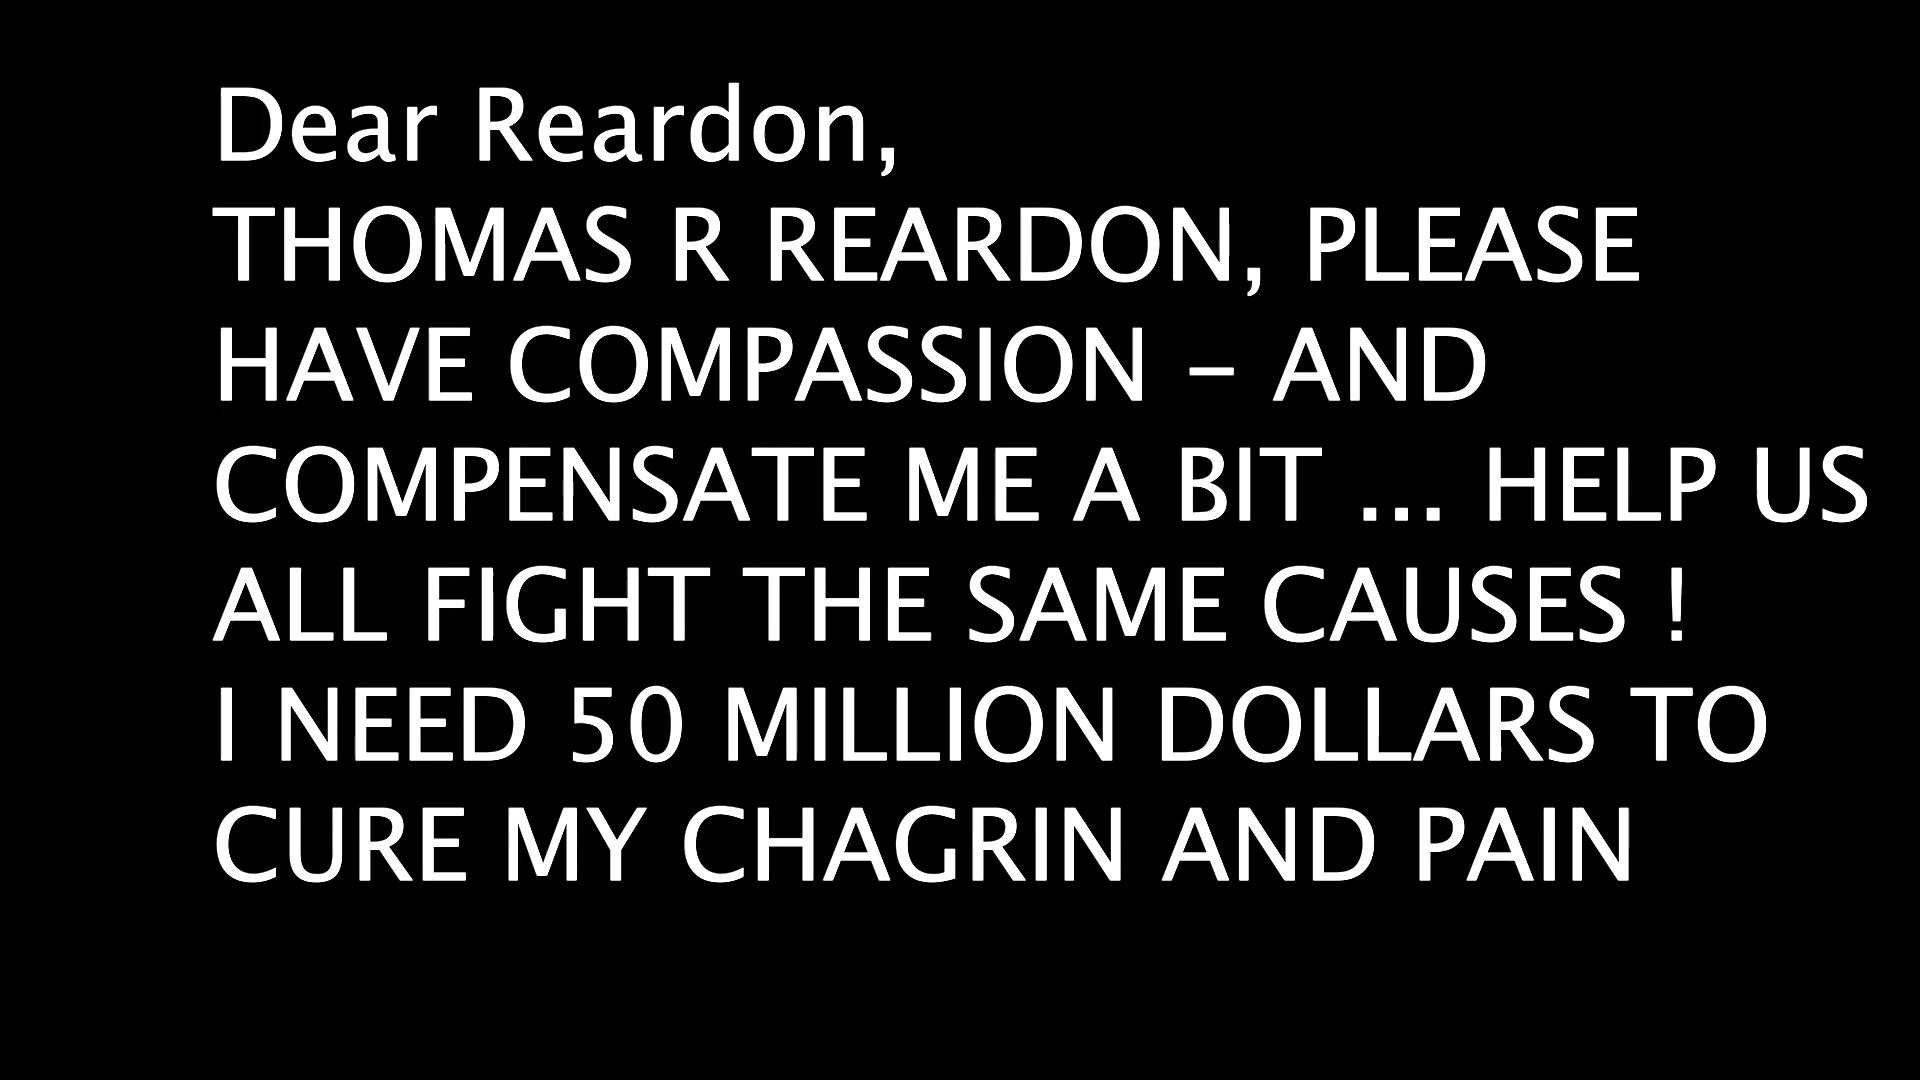 Dear Reardon,
THOMAS R REARDON, PLEASE
HAVE COMPASSION – AND
COMPENSATE ME A BIT ... HELP US
ALL FIGHT THE SAME CAUSES !
I NEED 50 MILLION DOLLARS TO
CURE MY CHAGRIN AND PAIN